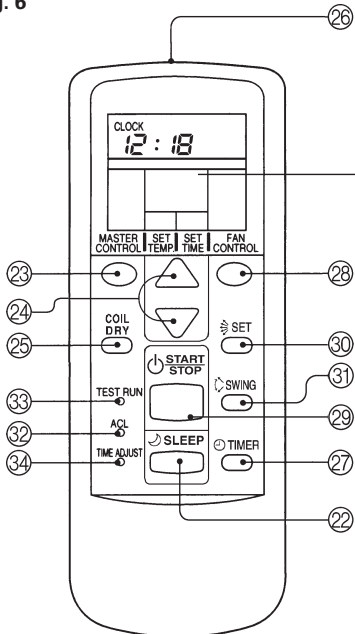 g. 6
26
CLOCK
12 : 18
MASTER CONTROL SET TEMP. SET TIME FAN CONTROL
23
28
24
COIL DRY
SET
25
30
START STOP
SWING
31
TEST RUN
33
29
ACL
32
SLEEP
TIMER
TIME ADJUST
34
27
22